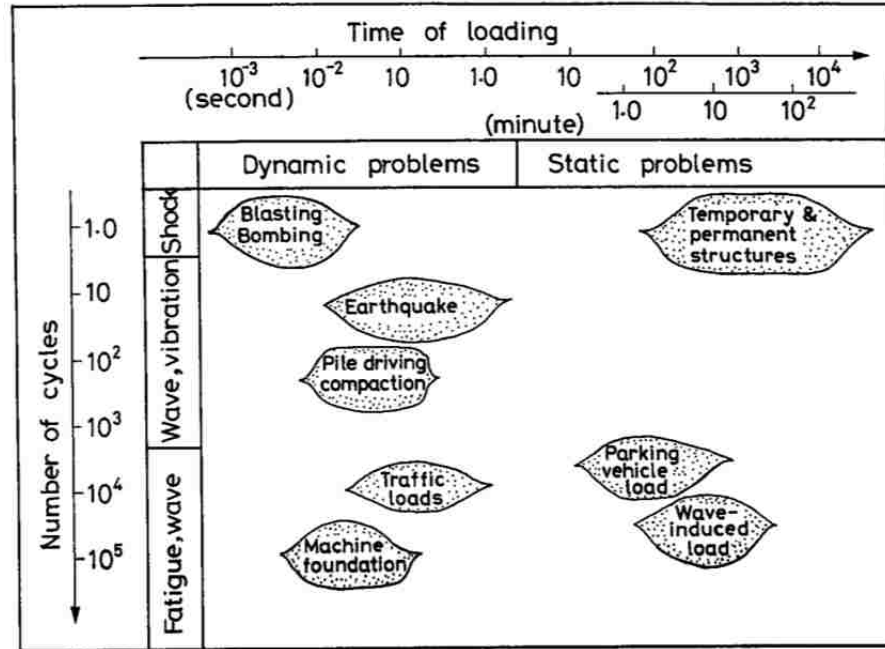 Time of loading
10⁻³ 10⁻² 10 1.0 10 10² 10³ 10⁴
(second)
1.0 10 10²
(minute)
Dynamic problems Static problems
Number of cycles
1.0
10
10²
10³
10⁴
10⁵
Shock
Wave, vibration
Fatigue, wave
Blasting
Bombing
Temporary &
permanent
structures
Earthquake
Pile driving
compaction
Traffic
loads
Parking
vehicle
load
Machine
foundation
Wave-
induced
load